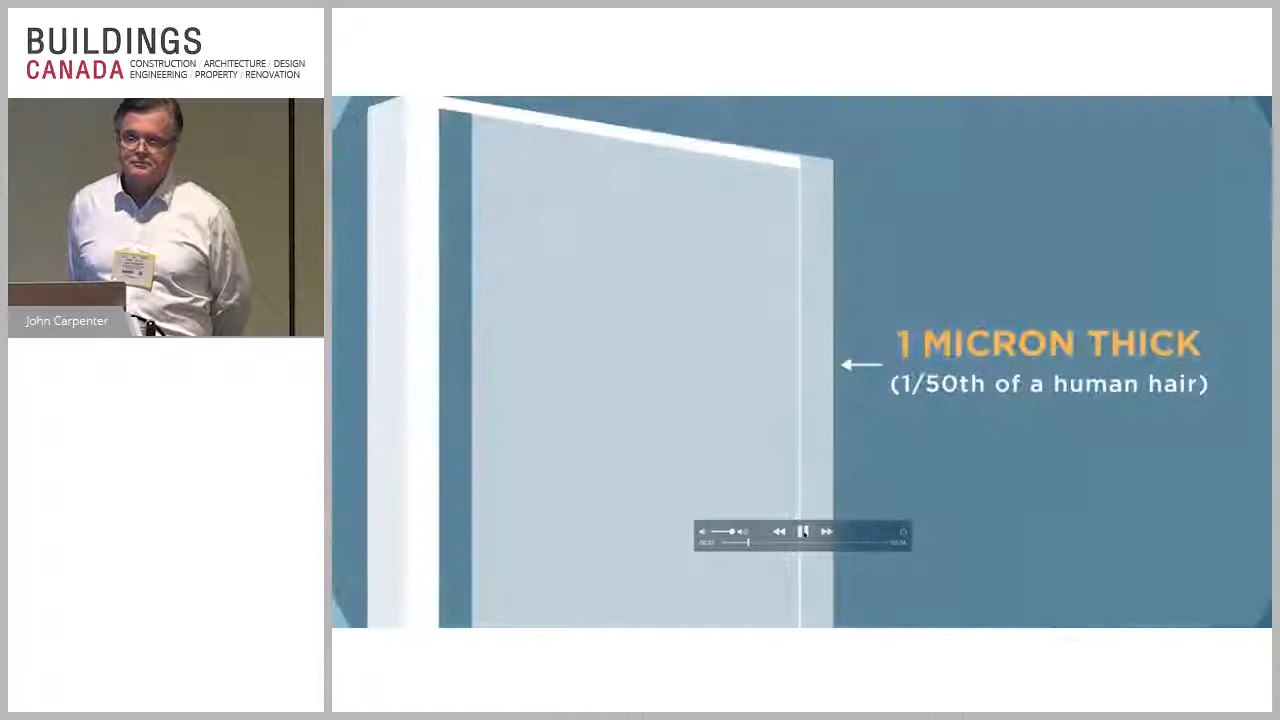 BUILDINGS
CANADA
CONSTRUCTION / ARCHITECTURE / DESIGN
ENGINEERING / PROPERTY / RENOVATION
John Carpenter
1 MICRON THICK
(1/50th of a human hair)